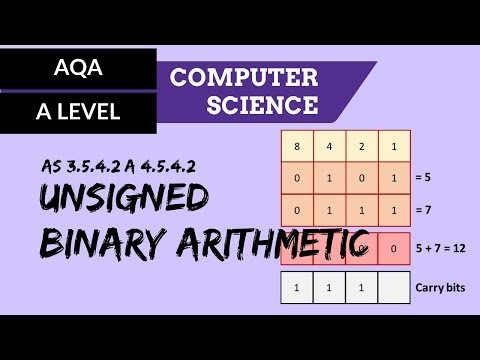 AQA
A LEVEL
COMPUTER
SCIENCE
AS 3.5.4.2 A 4.5.4.2
UNSIGNED
BINARY ARITHMETIC
8 4 2 1
0 1 0 1 = 5
0 1 1 1 = 7
0 0 5 + 7 = 12
1 1 1 Carry bits